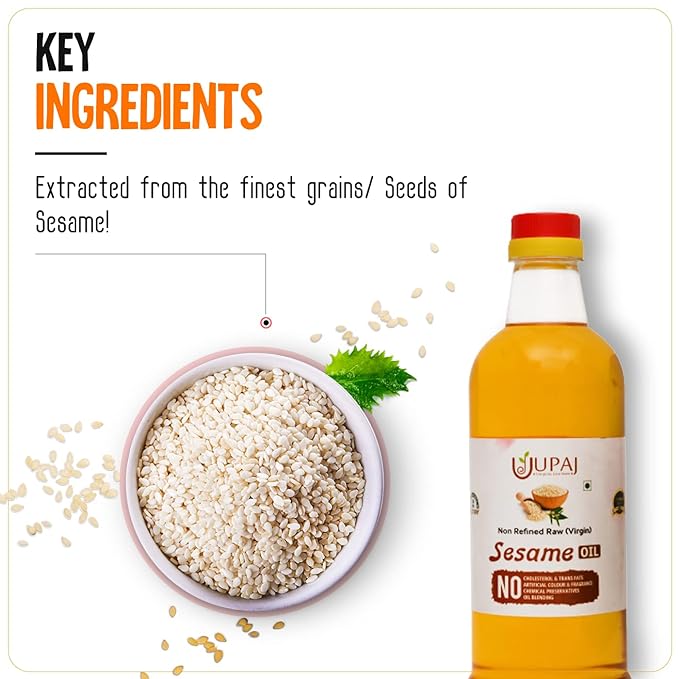 KEY
INGREDIENTS
Extracted from the finest grains/ Seeds of
Sesame!
UPAJ
Non Refined Raw (Virgin)
Sesame OIL
NO
CHOLESTEROL & TRANS FATS
ARTIFICIAL COLOUR & FRAGRANCE
CHEMICAL PRESERVATIVES
OIL BLENDING